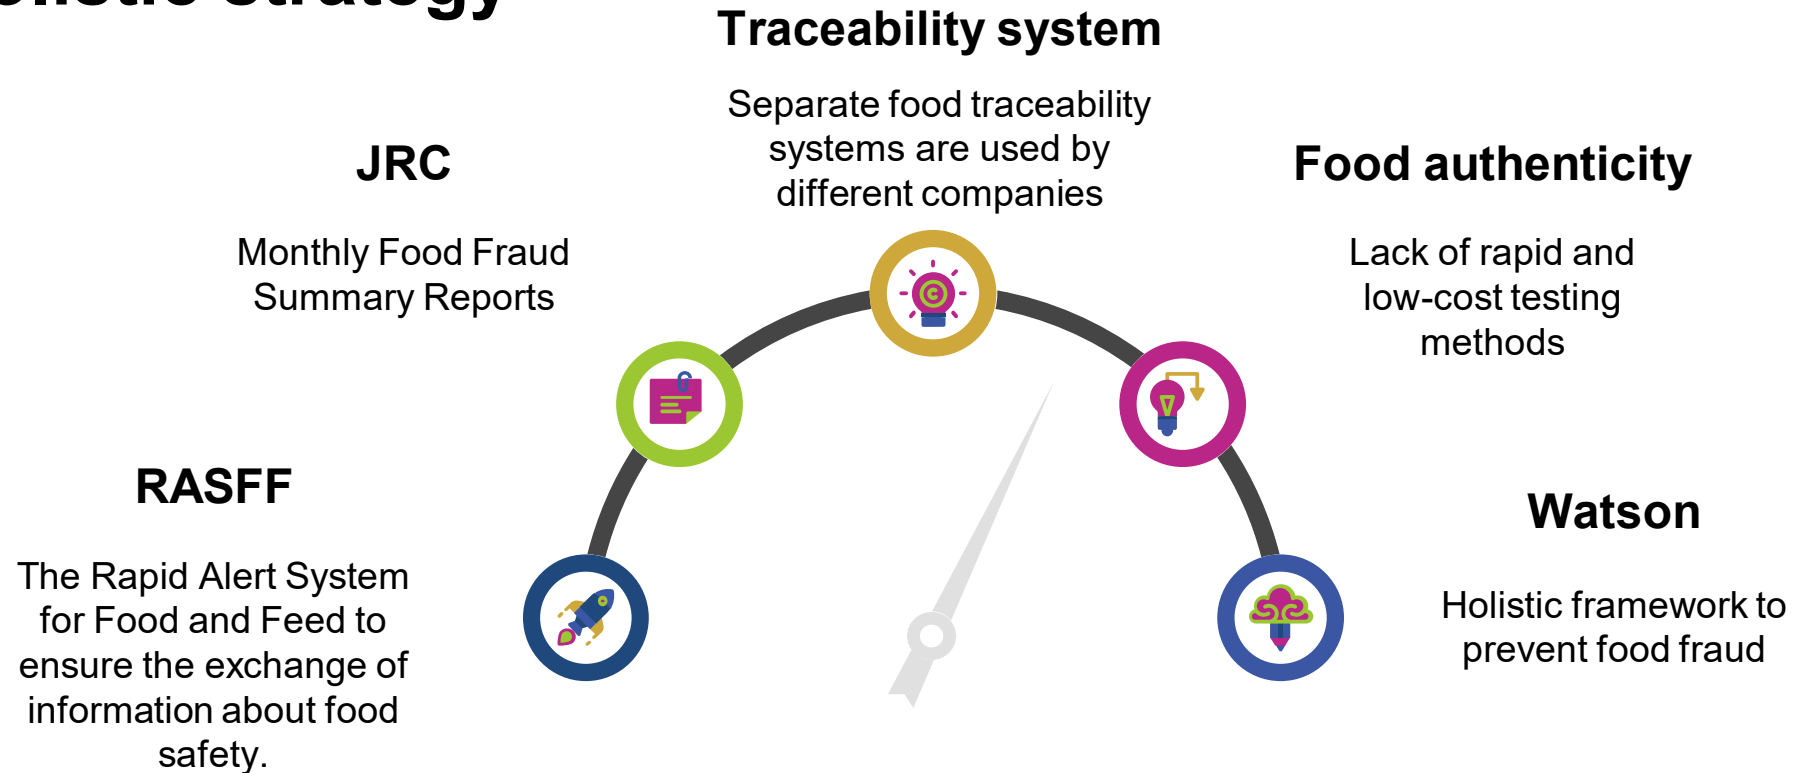 strategy
RASFF
The Rapid Alert System
for Food and Feed to
ensure the exchange of
information about food
safety.
JRC
Monthly Food Fraud
Summary Reports
Traceability system
Separate food traceability
systems are used by
different companies
Food authenticity
Lack of rapid and
low-cost testing
methods
Watson
Holistic framework to
prevent food fraud